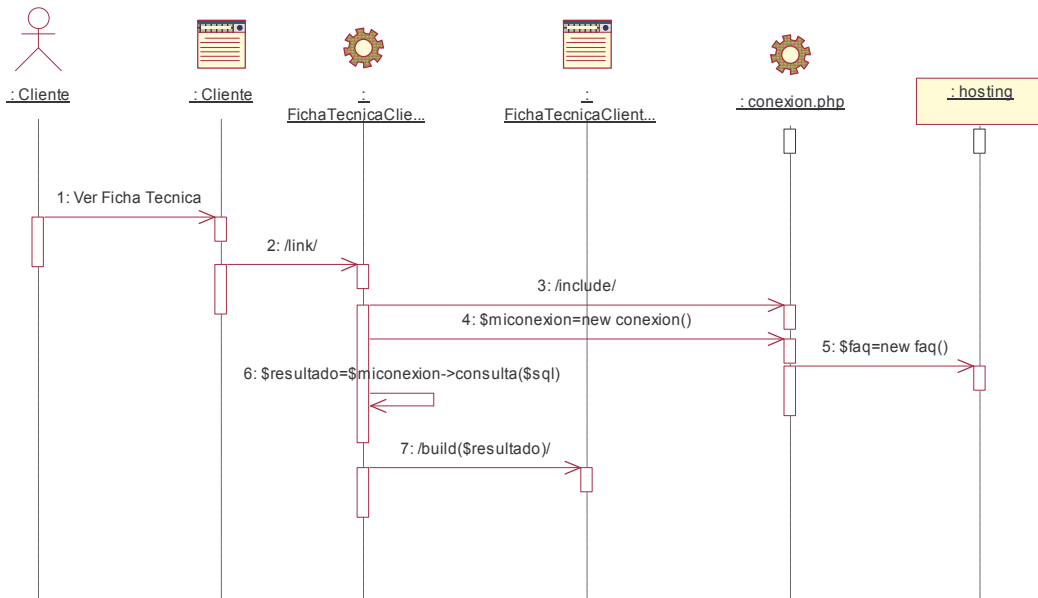 : Cliente
: Cliente
:
FichaTecnicaClie...
:
FichaTecnicaClient...
: conexion.php
: hosting
1: Ver Ficha Tecnica
2: /link/
3: /include/
4: $miconexion=new conexion()
5: $faq=new faq()
6: $resultado=$miconexion->consulta($sql)
7: /build($resultado)/